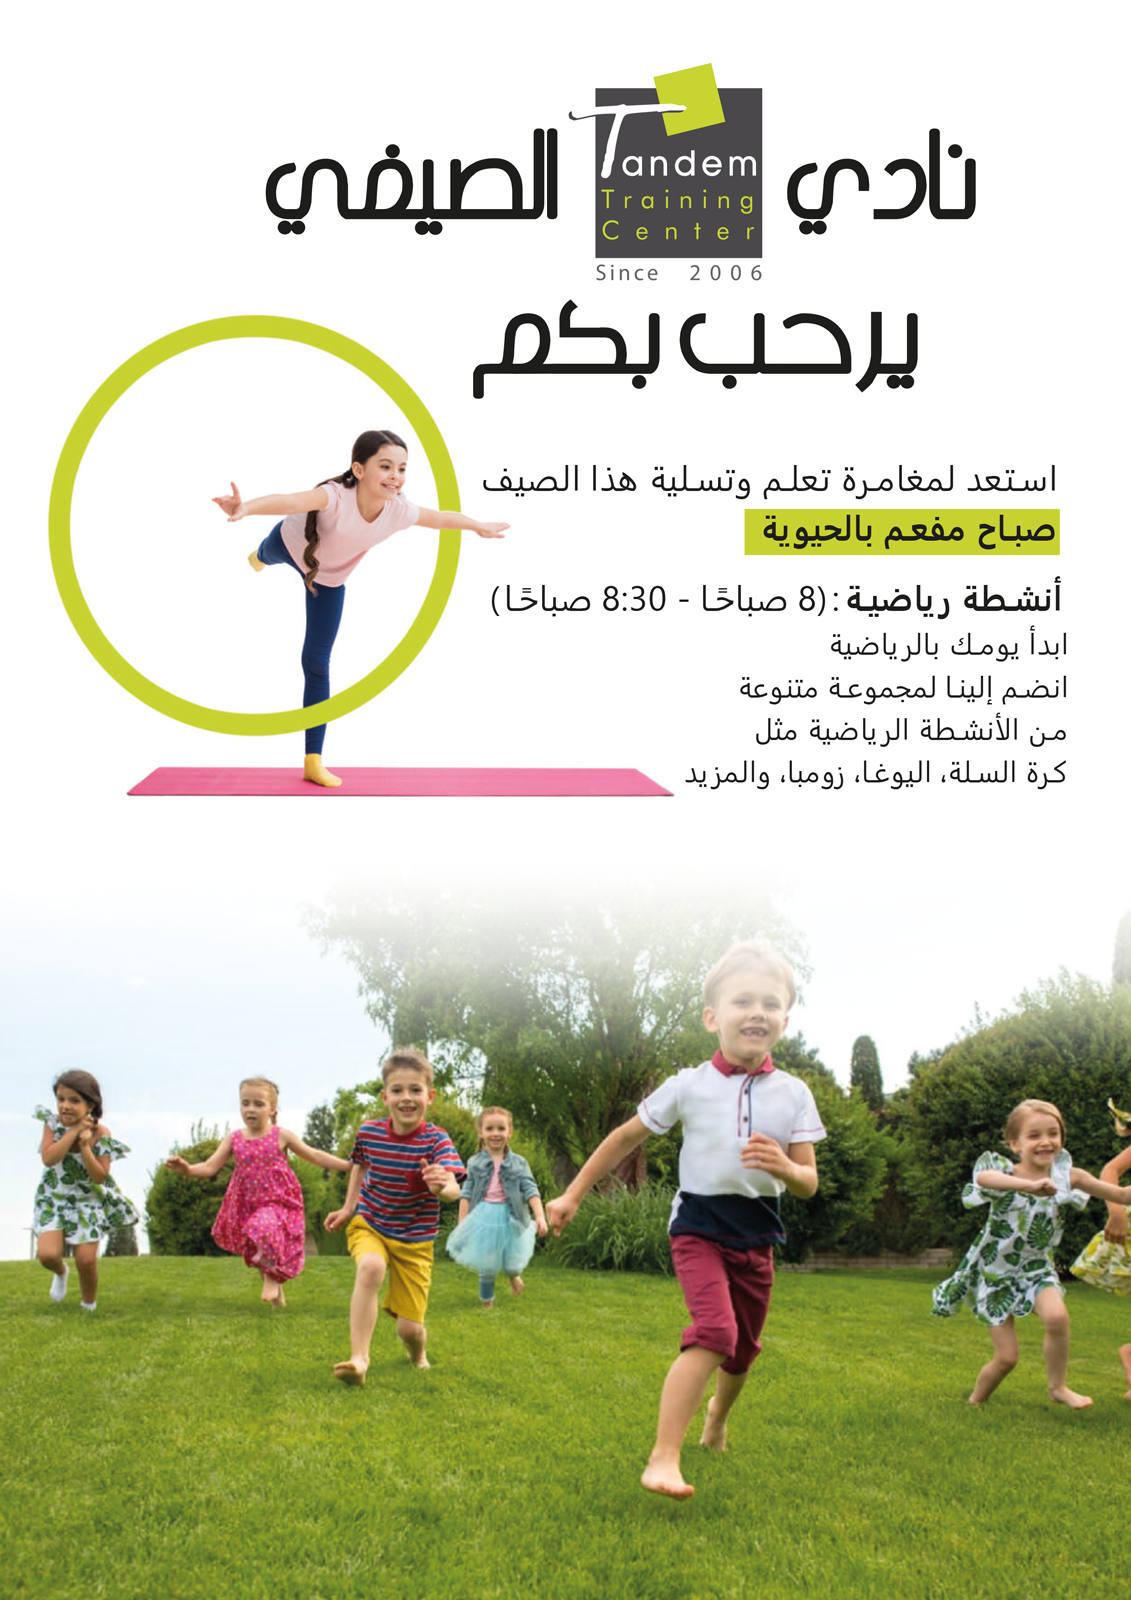 نادي Tandem الصيفي
Training
Center
Since 2006
يرحب بكم
استعد لمغامرة تعلم وتسلية هذا الصيف
صباح مفعم بالحيوية
أنشطة رياضية : (8 صباحًا - 8:30 صباحًا)
ابدأ يومك بالرياضية
انضم إلينا لمجموعة متنوعة
من الأنشطة الرياضية مثل
كرة السلة، اليوغا، زومبا، والمزيد